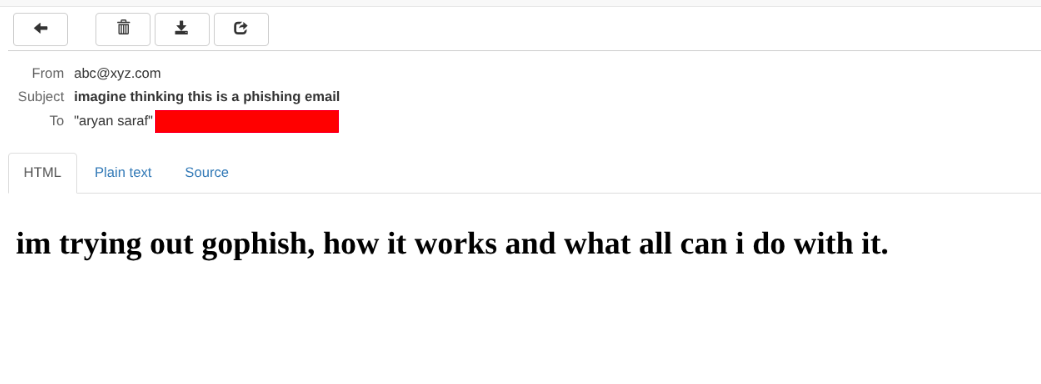 From abc@xyz.com
Subject imagine thinking this is a phishing email
To "aryan saraf"
HTML Plain text Source
im trying out gophish, how it works and what all can i do with it.